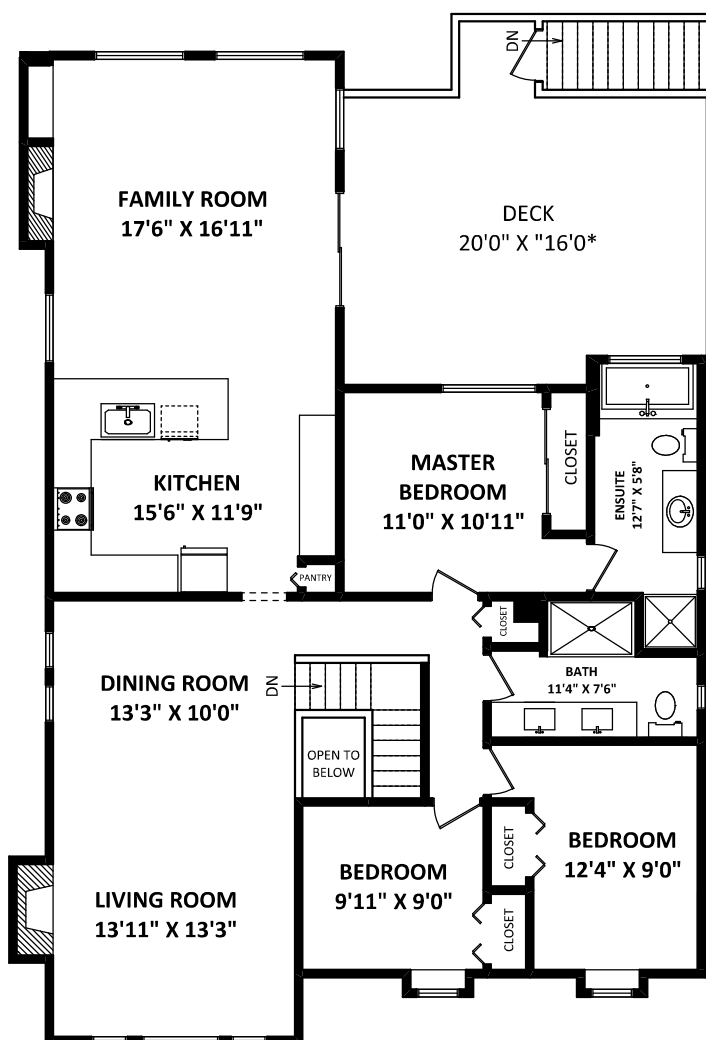 DN
FAMILY ROOM
17'6" X 16'11"
DECK
20'0" X "16'0*
KITCHEN
15'6" X 11'9"
MASTER
BEDROOM
11'0" X 10'11"
CLOSET
ENSUITE
12'7" X 5'8"
PANTRY
CLOSET
DINING ROOM
13'3" X 10'0"
DN
BATH
11'4" X 7'6"
OPEN TO
BELOW
LIVING ROOM
13'11" X 13'3"
BEDROOM
9'11" X 9'0"
CLOSET
CLOSET
BEDROOM
12'4" X 9'0"